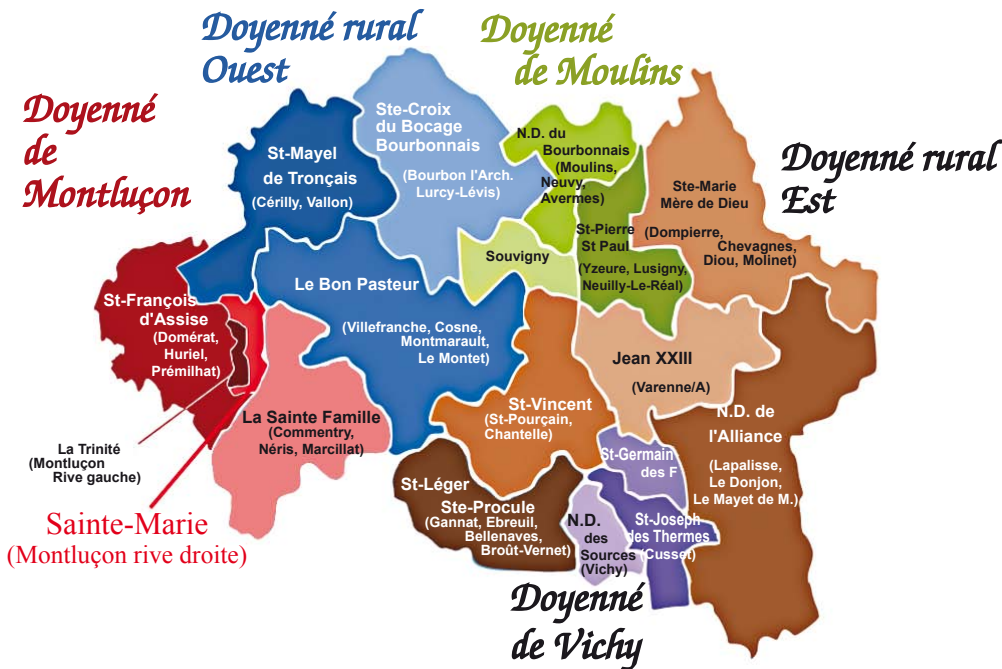 Doyenné rural
Ouest
Doyenné
de Moulins
Doyenné
de
Montluçon
Doyenné rural
Est
Ste-Croix
du Bocage
Bourbonnais
(Bourbon l'Arch.
Lurcy-Lévis)
St-Mayel
de Tronçais
(Cérilly, Vallon)
N.D. du
Bourbonnais
(Moulins,
Neuvy,
Avermes)
Ste-Marie
Mère de Dieu
(Dompierre,
Chevagnes,
Diou, Molinet)
St-Pierre
St Paul
(Yzeure, Lusigny,
Neuilly-Le-Réal)
Souvigny
Le Bon Pasteur
(Villefranche, Cosne,
Montmarault,
Le Montet)
St-François
d'Assise
(Domérat,
Huriel,
Prémilhat)
Jean XXIII
(Varenne/A)
La Sainte Famille
(Commentry,
Néris, Marcillat)
St-Vincent
(St-Pourçain,
Chantelle)
N.D. de
l'Alliance
(Lapalisse,
Le Donjon,
Le Mayet de M.)
La Trinité
(Montluçon
Rive gauche)
St-Germain
des F
St-Léger
Ste-Procule
(Gannat, Ebreuil,
Bellenaves,
Broût-Vernet)
Sainte-Marie
(Montluçon rive droite)
N.D.
des
Sources
(Vichy)
St-Joseph
des Thermes
(Cusset)
Doyenné
de Vichy